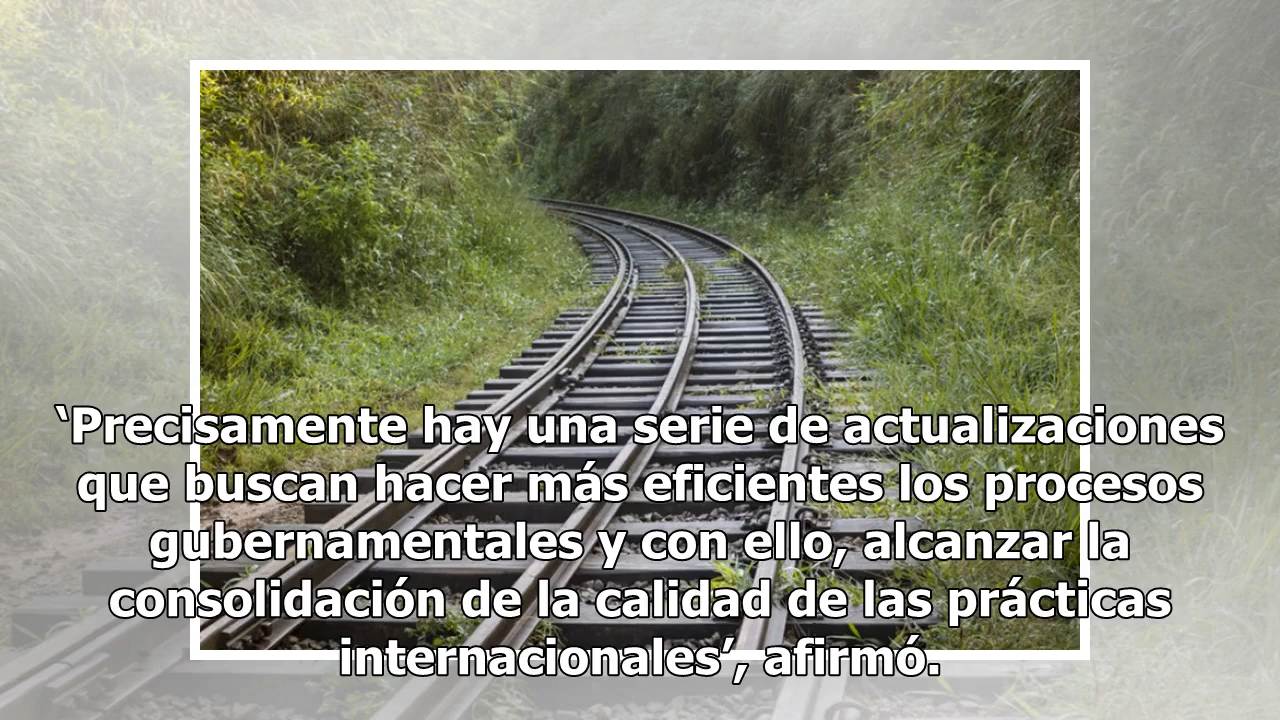 ‘Precisamente hay una serie de actualizaciones
que buscan hacer más eficientes los procesos
gubernamentales y con ello, alcanzar la
consolidación de la calidad de las prácticas
internacionales’, afirmó.